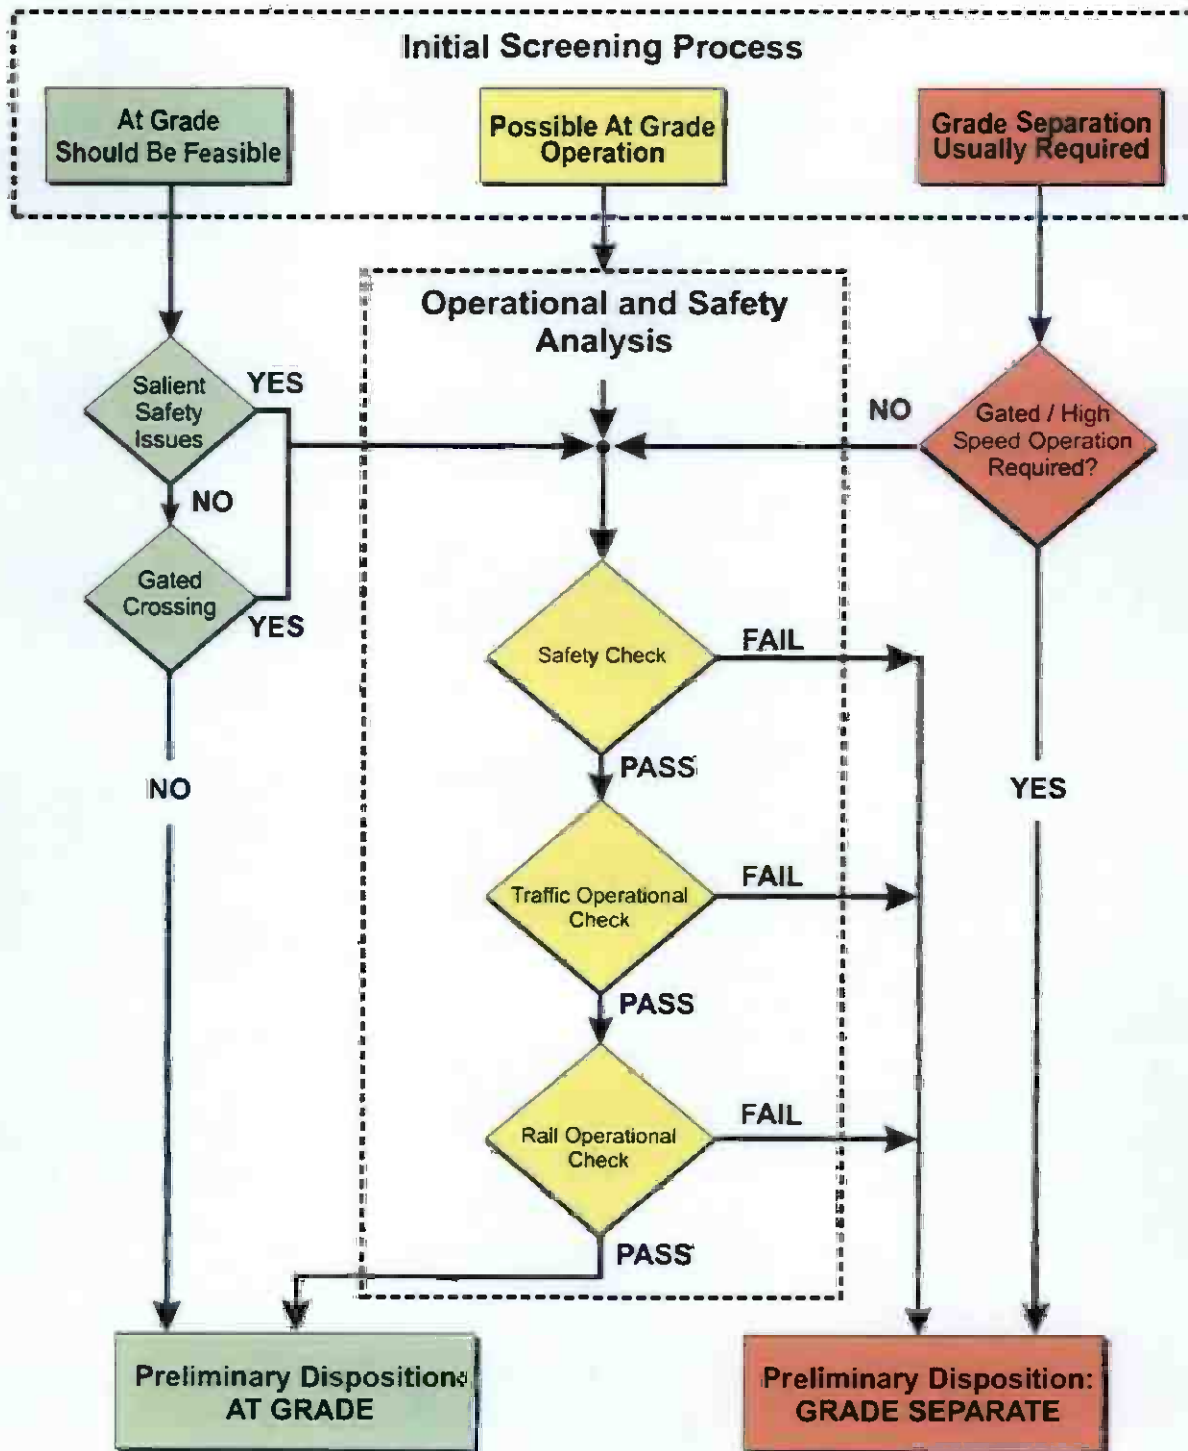 Initial Screening Process
At Grade
Should Be Feasible
Possible At Grade
Operation
Grade Separation
Usually Required
Operational and Safety
Analysis
Salient
Safety
Issues
YES
NO
Gated / High
Speed Operation
Required?
NO
Gated
Crossing
YES
Safety Check
FAIL
PASS
NO
YES
Traffic Operational
Check
FAIL
PASS
Rail Operational
Check
FAIL
PASS
Preliminary Disposition:
AT GRADE
Preliminary Disposition:
GRADE SEPARATE